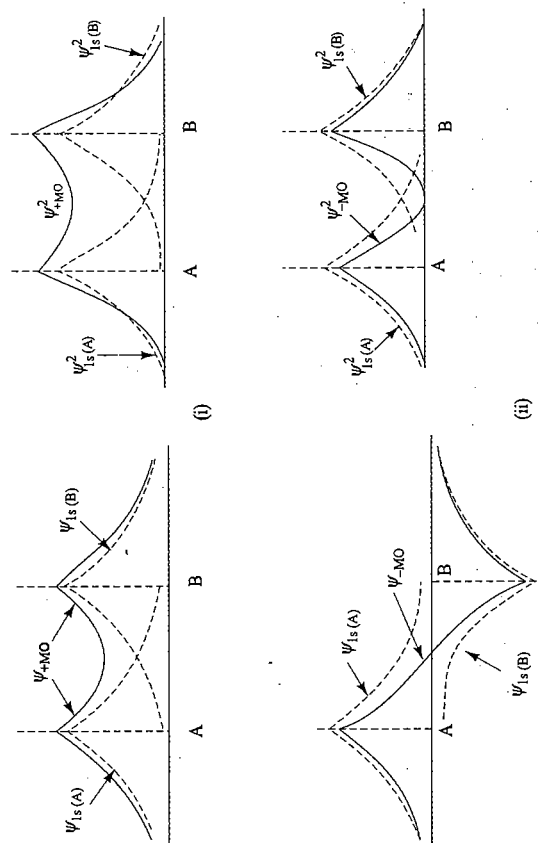 ψ₊MO
ψ1s (A)
ψ1s (B)
A
B
ψ²₊MO
ψ²1s (A)
ψ²1s (B)
A
B
(i)
ψ1s (A)
ψ₋MO
ψ1s (B)
A
B
ψ²₋MO
ψ²1s (A)
ψ²1s (B)
A
B
(ii)